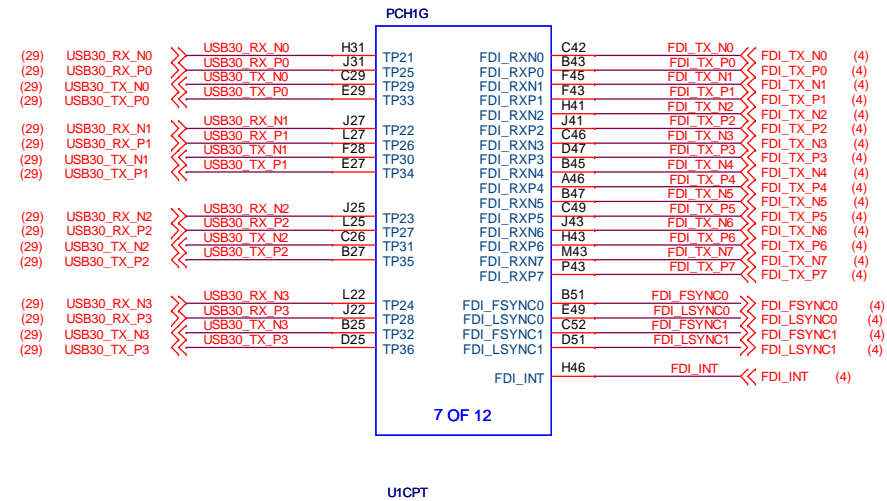 PCH1G
(29) USB30_RX_N0 USB30_RX_N0 H31 TP21 FDI_RXN0 C42 FDI_TX_N0 FDI_TX_N0 (4)
(29) USB30_RX_P0 USB30_RX_P0 J31 TP25 FDI_RXP0 B43 FDI_TX_P0 FDI_TX_P0 (4)
(29) USB30_TX_N0 USB30_TX_N0 C29 TP29 FDI_RXN1 F45 FDI_TX_N1 FDI_TX_N1 (4)
(29) USB30_TX_P0 USB30_TX_P0 E29 TP33 FDI_RXP1 F43 FDI_TX_P1 FDI_TX_P1 (4)
FDI_RXN2 H41 FDI_TX_N2 FDI_TX_N2 (4)
(29) USB30_RX_N1 USB30_RX_N1 J27 TP22 FDI_RXP2 J41 FDI_TX_P2 FDI_TX_P2 (4)
(29) USB30_RX_P1 USB30_RX_P1 L27 TP26 FDI_RXN3 C46 FDI_TX_N3 FDI_TX_N3 (4)
(29) USB30_TX_N1 USB30_TX_N1 F28 TP30 FDI_RXP3 D47 FDI_TX_P3 FDI_TX_P3 (4)
(29) USB30_TX_P1 USB30_TX_P1 E27 TP34 FDI_RXN4 B45 FDI_TX_N4 FDI_TX_N4 (4)
FDI_RXP4 A46 FDI_TX_P4 FDI_TX_P4 (4)
FDI_RXN5 B47 FDI_TX_N5 FDI_TX_N5 (4)
(29) USB30_RX_N2 USB30_RX_N2 J25 TP23 FDI_RXP5 C49 FDI_TX_P5 FDI_TX_P5 (4)
(29) USB30_RX_P2 USB30_RX_P2 L25 TP27 FDI_RXN6 J43 FDI_TX_N6 FDI_TX_N6 (4)
(29) USB30_TX_N2 USB30_TX_N2 C26 TP31 FDI_RXP6 H43 FDI_TX_P6 FDI_TX_P6 (4)
(29) USB30_TX_P2 USB30_TX_P2 B27 TP35 FDI_RXN7 M43 FDI_TX_N7 FDI_TX_N7 (4)
FDI_RXP7 P43 FDI_TX_P7 FDI_TX_P7 (4)
(29) USB30_RX_N3 USB30_RX_N3 L22 TP24 FDI_FSYNC0 B51 FDI_FSYNC0 FDI_FSYNC0 (4)
(29) USB30_RX_P3 USB30_RX_P3 J22 TP28 FDI_LSYNC0 E49 FDI_LSYNC0 FDI_LSYNC0 (4)
(29) USB30_TX_N3 USB30_TX_N3 B25 TP32 FDI_FSYNC1 C52 FDI_FSYNC1 FDI_FSYNC1 (4)
(29) USB30_TX_P3 USB30_TX_P3 D25 TP36 FDI_LSYNC1 D51 FDI_LSYNC1 FDI_LSYNC1 (4)
FDI_INT H46 FDI_INT FDI_INT (4)
7 OF 12
U1CPT